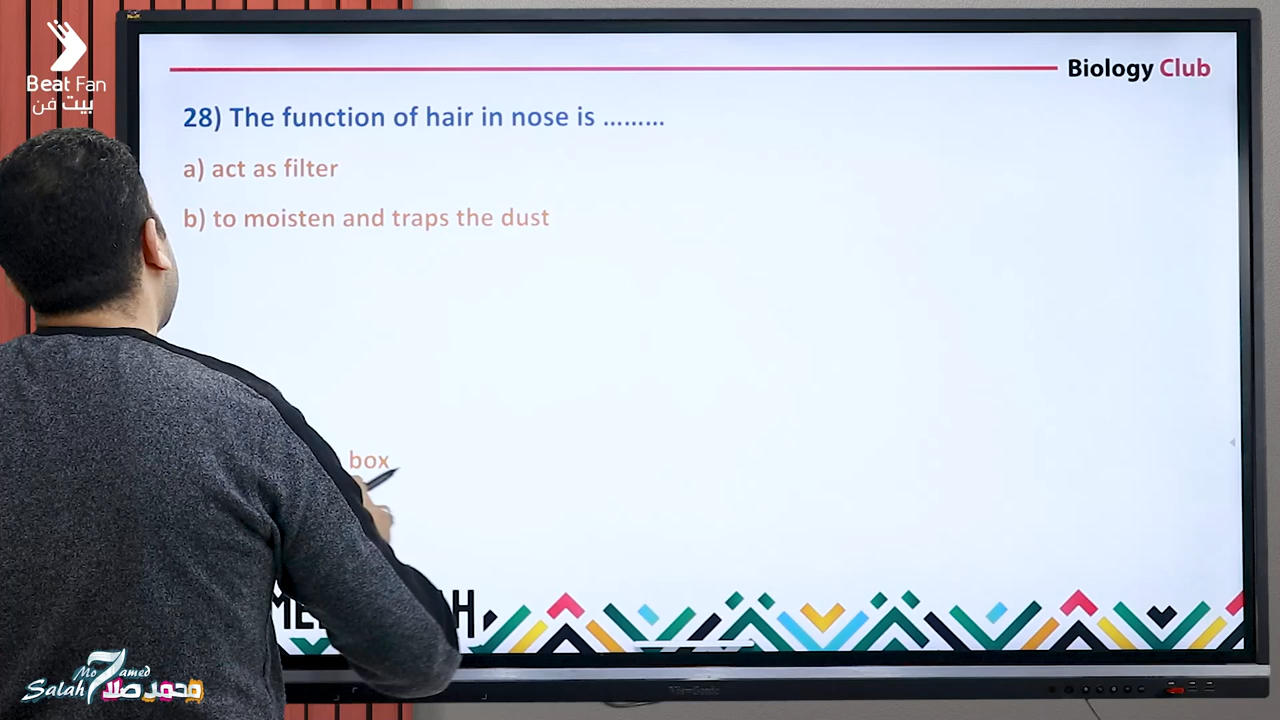 Beat Fan
بيت فن
Biology Club
28) The function of hair in nose is .........
a) act as filter
b) to moisten and traps the dust
box
Mo7amed
Salah
محمد صلاح